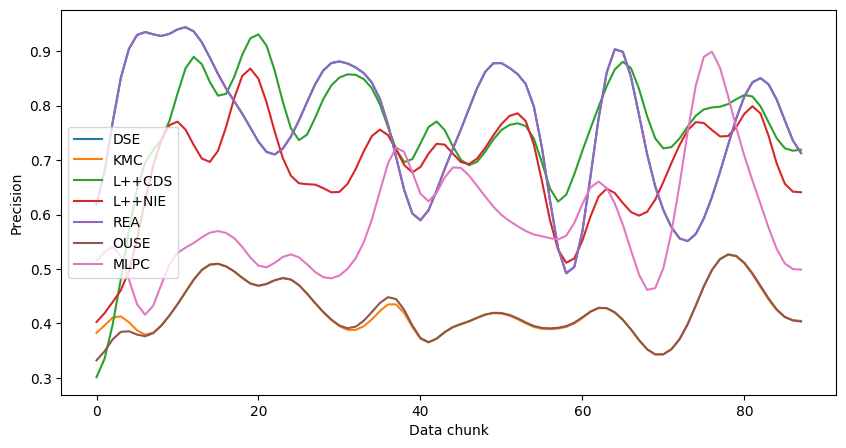 0.9
0.8
0.7
0.6
0.5
0.4
0.3
Precision
DSE
KMC
L++CDS
L++NIE
REA
OUSE
MLPC
0 20 40 60 80
Data chunk